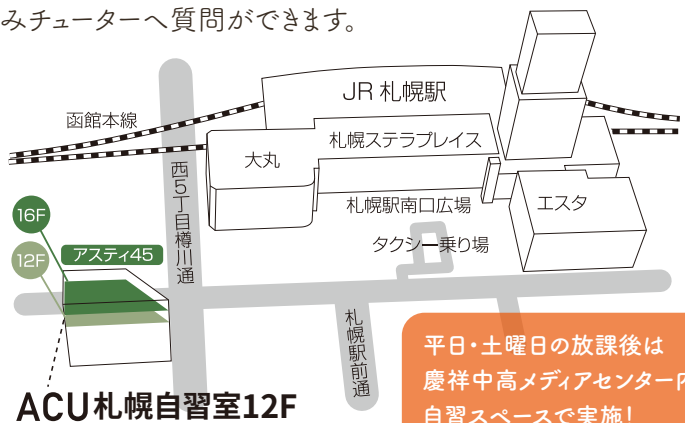 みチューターへ質問ができます。
JR 札幌駅
函館本線
札幌ステラプレイス
大丸
西5丁目樽川通
札幌駅南口広場
エスタ
16F
タクシー乗り場
12F
アスティ45
札幌駅前通
平日・土曜日の放課後は
慶祥中高メディアセンター内
自習スペースで実施!
ACU札幌自習室12F